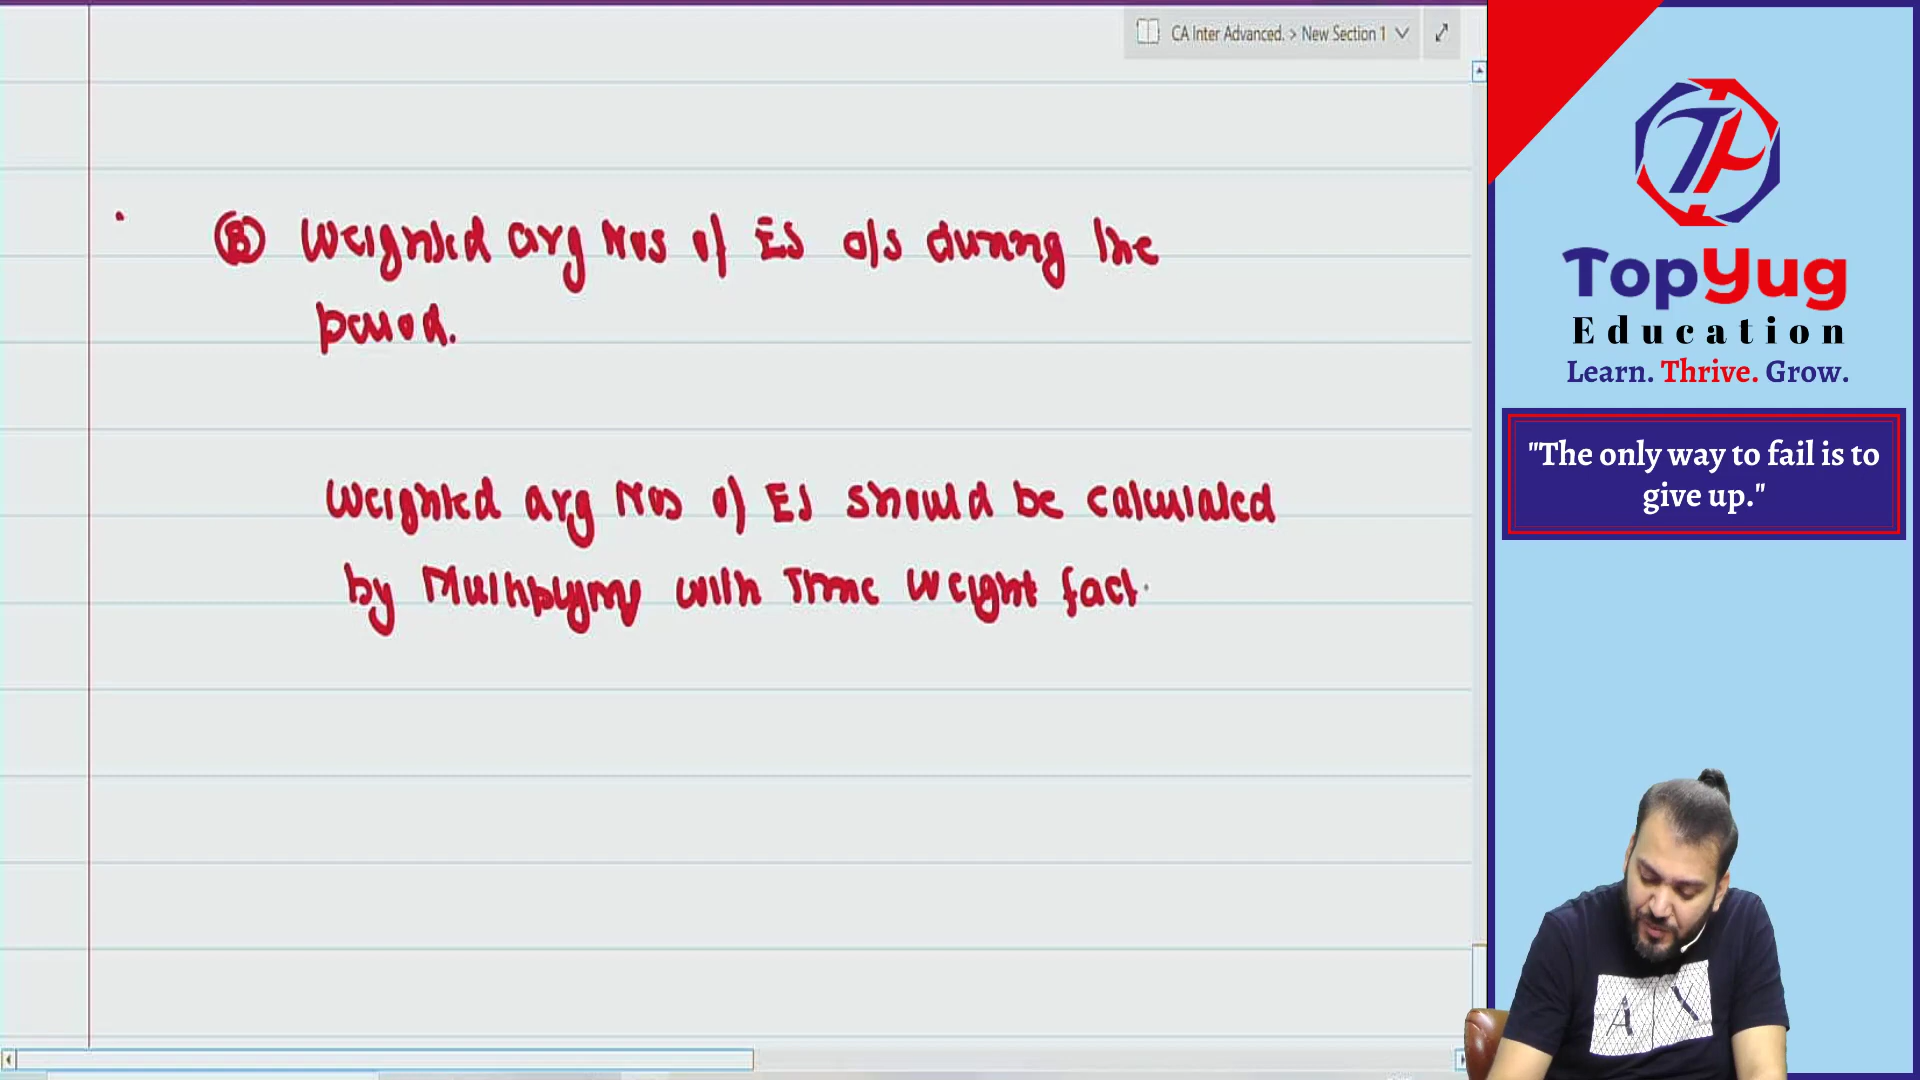 CA Inter Advanced. > New Section 1
Ⓑ Weighted avg Nos of ES o/s during the
period.
Weighted avg Nos of ES should be calculated
by Multiplying with Time Weight fact
TopYug
Education
Learn. Thrive. Grow.
"The only way to fail is to
give up."
A X